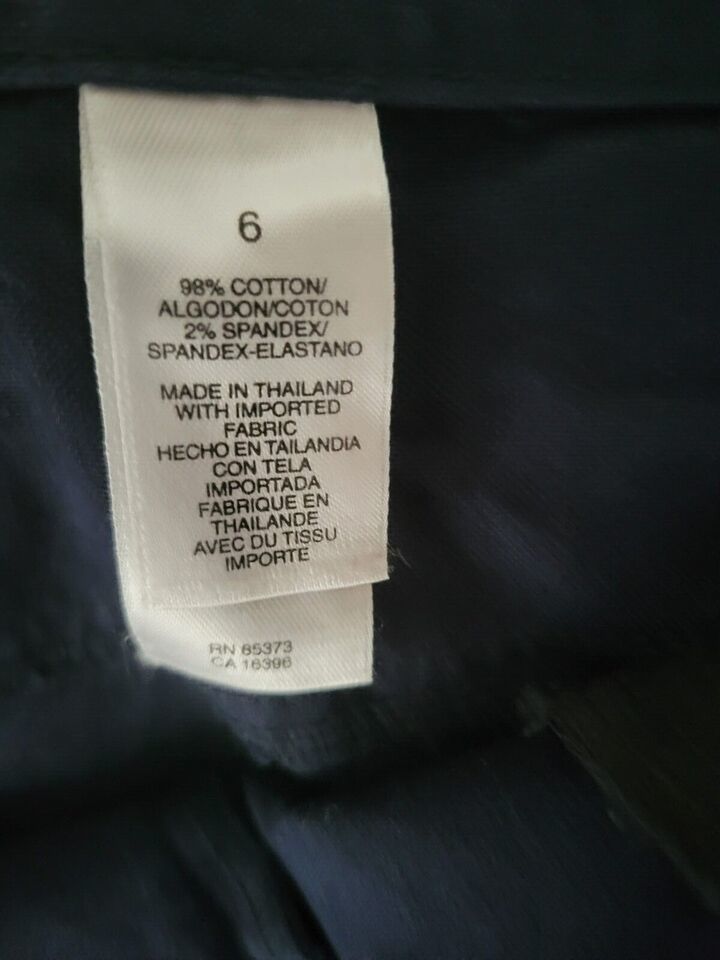 6
98% COTTON/
ALGODON/COTON
2% SPANDEX/
SPANDEX-ELASTANO
MADE IN THAILAND
WITH IMPORTED
FABRIC
HECHO EN TAILANDIA
CON TELA
IMPORTADA
FABRIQUE EN
THAILANDE
AVEC DU TISSU
IMPORTE
RN 85373
CA 16396